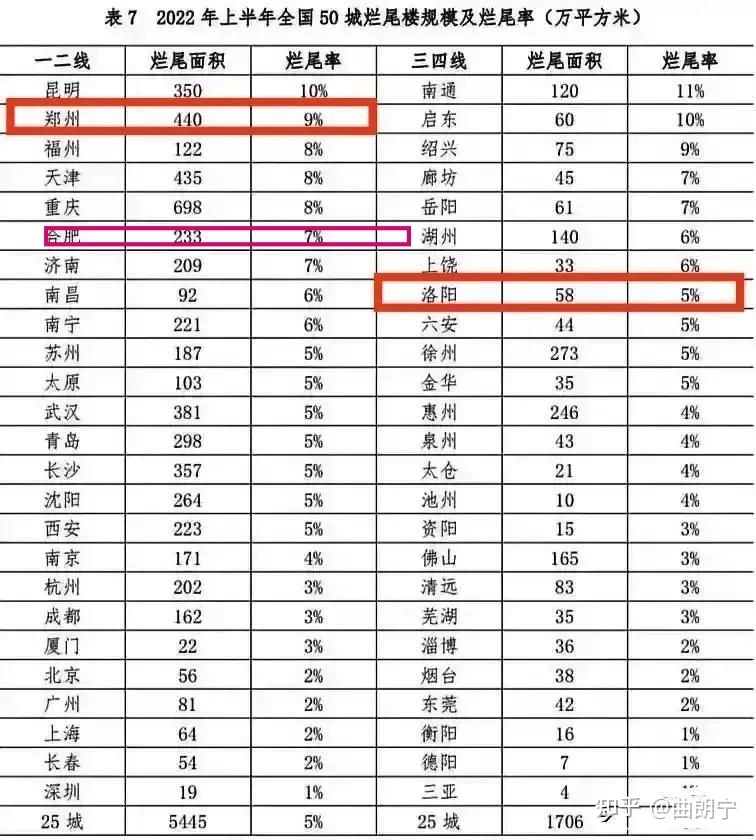 表 7 2022 年上半年全国 50 城烂尾楼规模及烂尾率（万平方米）
一二线 烂尾面积 烂尾率 三四线 烂尾面积 烂尾率
昆明 350 10% 南通 120 11%
郑州 440 9% 启东 60 10%
福州 122 8% 绍兴 75 9%
天津 435 8% 廊坊 45 7%
重庆 698 8% 岳阳 61 7%
合肥 233 7% 湖州 140 6%
济南 209 7% 上饶 33 6%
南昌 92 6% 洛阳 58 5%
南宁 221 6% 六安 44 5%
苏州 187 5% 徐州 273 5%
太原 103 5% 金华 35 5%
武汉 381 5% 惠州 246 4%
青岛 298 5% 泉州 43 4%
长沙 357 5% 太仓 21 4%
沈阳 264 5% 池州 10 4%
西安 223 5% 资阳 15 3%
南京 171 4% 佛山 165 3%
杭州 202 3% 清远 83 3%
成都 162 3% 芜湖 35 3%
厦门 22 3% 淄博 36 2%
北京 56 2% 烟台 38 2%
广州 81 2% 东莞 42 2%
上海 64 2% 衡阳 16 1%
长春 54 2% 德阳 7 1%
深圳 19 1% 三亚 4
25 城 5445 5% 25 城 1706
知乎 @曲朗宁